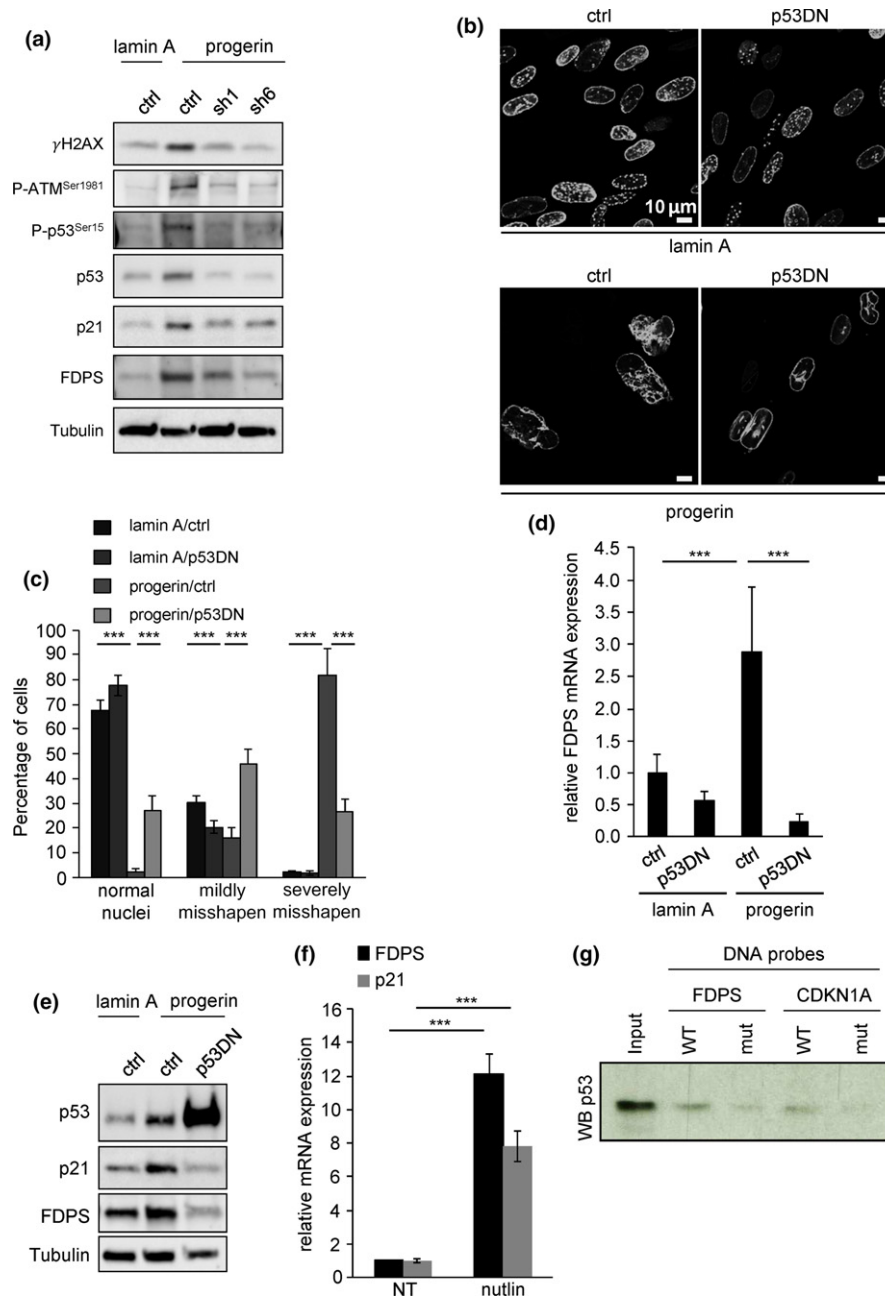 (a)
lamin A progerin
ctrl ctrl sh1 sh6
γH2AX
P-ATMSer1981
P-p53Ser15
p53
p21
FDPS
Tubulin
(b)
ctrl p53DN
10 µm
lamin A
ctrl p53DN
progerin
(c)
lamin A/ctrl
lamin A/p53DN
progerin/ctrl
progerin/p53DN
Percentage of cells
100
90
80
70
60
50
40
30
20
10
0
*** *** *** *** *** ***
normal nuclei
mildly misshapen
severely misshapen
(d)
relative FDPS mRNA expression
4.5
4.0
3.5
3.0
2.5
2.0
1.5
1.0
0.5
0.0
*** ***
ctrl p53DN ctrl p53DN
lamin A progerin
(e)
lamin A progerin
ctrl ctrl p53DN
p53
p21
FDPS
Tubulin
(f)
FDPS
p21
relative mRNA expression
16
14
12
10
8
6
4
2
0
***
***
NT nutlin
(g)
DNA probes
FDPS CDKN1A
Input WT mut WT mut
WB p53